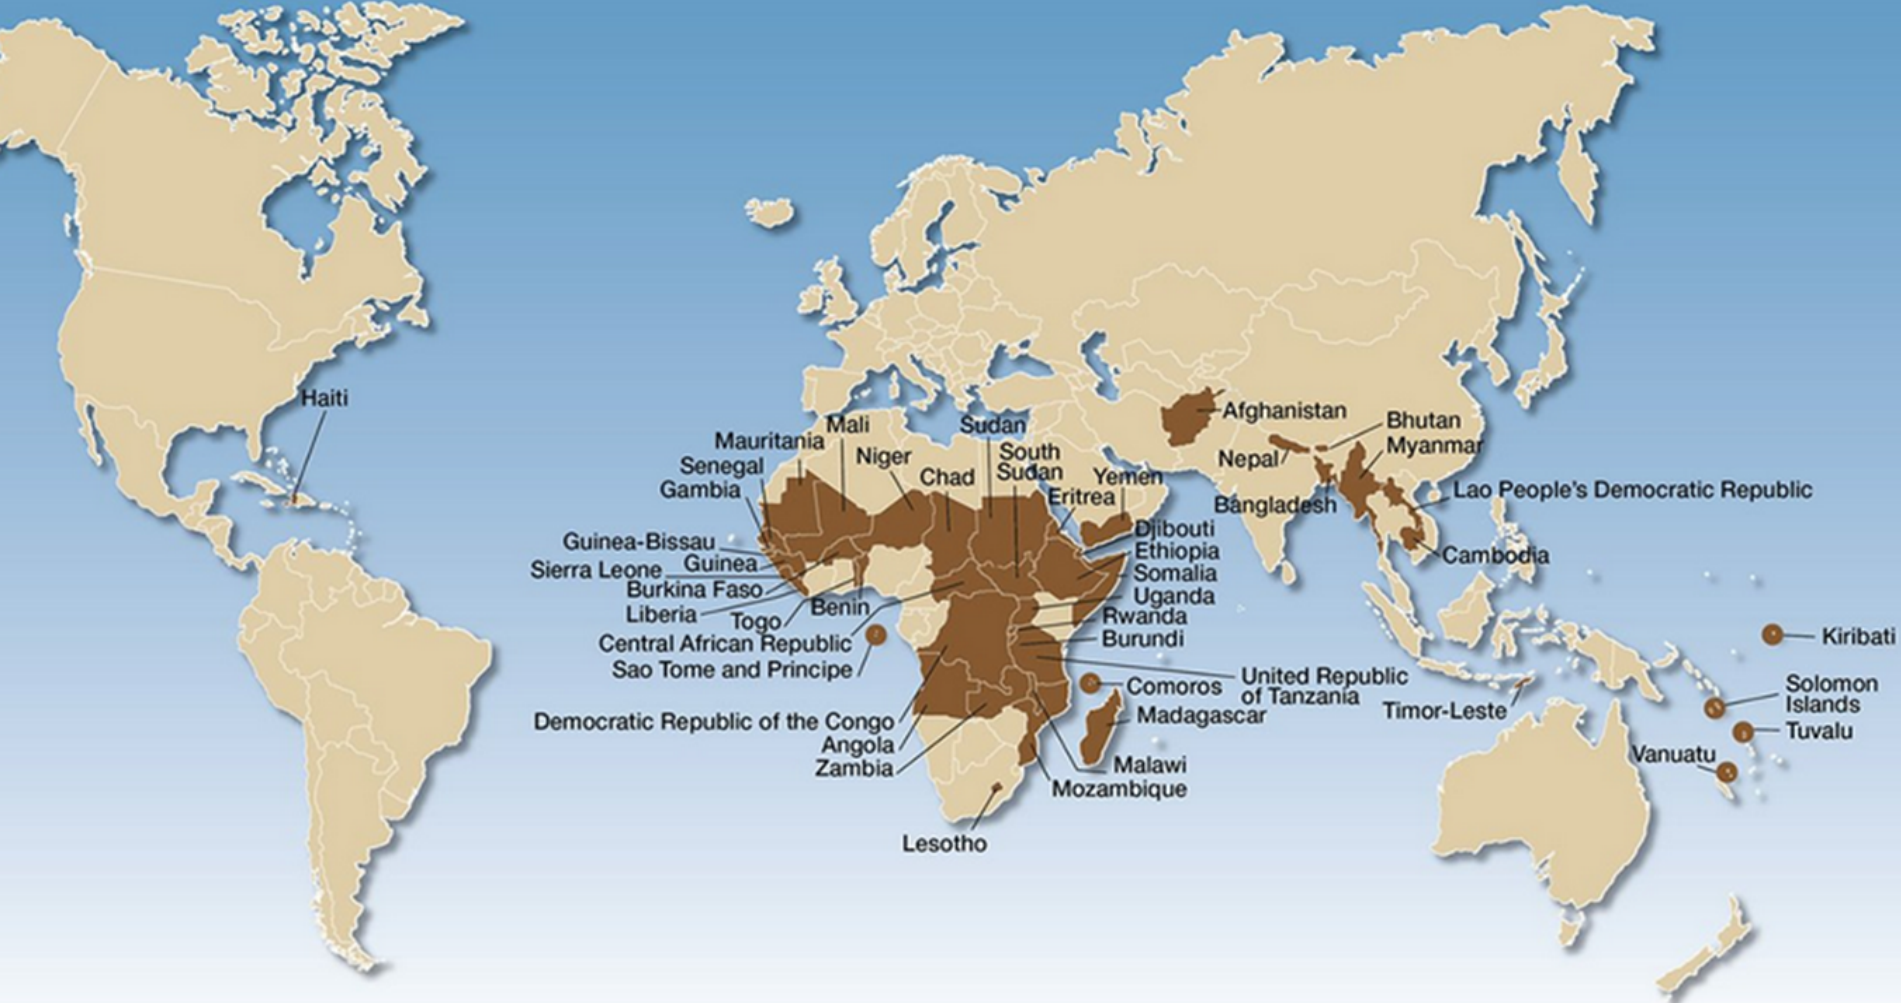 Haiti
Mali
Sudan
Mauritania
Niger
South
Sudan
Senegal
Chad
Yemen
Gambia
Eritrea
Djibouti
Guinea-Bissau
Ethiopia
Guinea
Sierra Leone
Somalia
Burkina Faso
Uganda
Liberia
Benin
Togo
Rwanda
Central African Republic
Burundi
Sao Tome and Principe
United Republic
of Tanzania
Comoros
Democratic Republic of the Congo
Madagascar
Angola
Zambia
Malawi
Mozambique
Lesotho
Afghanistan
Bhutan
Myanmar
Nepal
Bangladesh
Lao People's Democratic Republic
Cambodia
Kiribati
Solomon
Islands
Timor-Leste
Tuvalu
Vanuatu